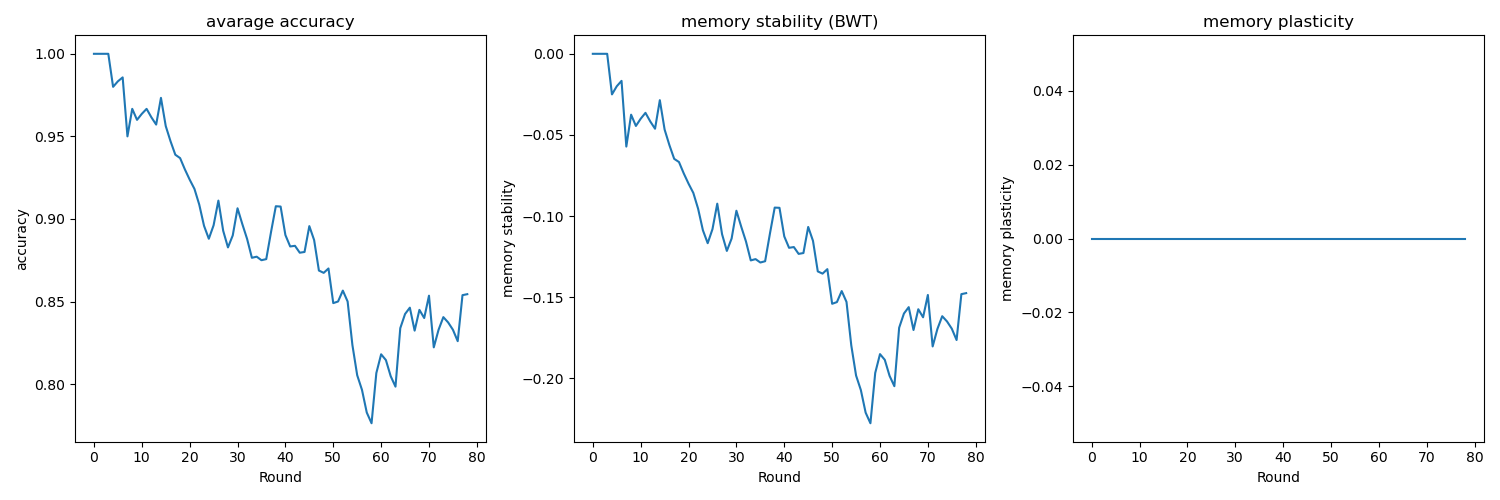 avarage accuracy
1.00
0.95
0.90
0.85
0.80
accuracy
0 10 20 30 40 50 60 70 80
Round
memory stability (BWT)
0.00
−0.05
−0.10
−0.15
−0.20
memory stability
0 10 20 30 40 50 60 70 80
Round
memory plasticity
0.04
0.02
0.00
−0.02
−0.04
memory plasticity
0 10 20 30 40 50 60 70 80
Round